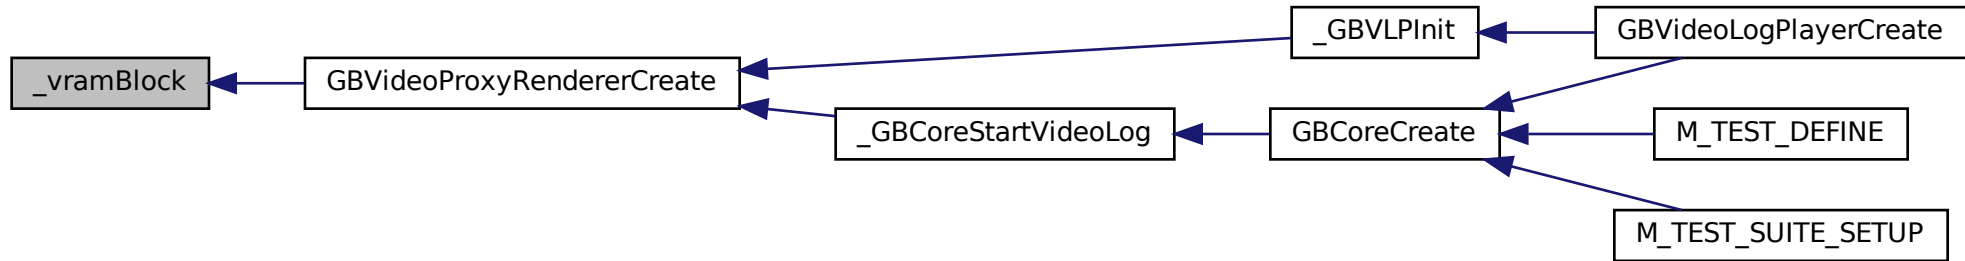 _vramBlock
GBVideoProxyRendererCreate
_GBVLPInit
GBVideoLogPlayerCreate
_GBCoreStartVideoLog
GBCoreCreate
M_TEST_DEFINE
M_TEST_SUITE_SETUP